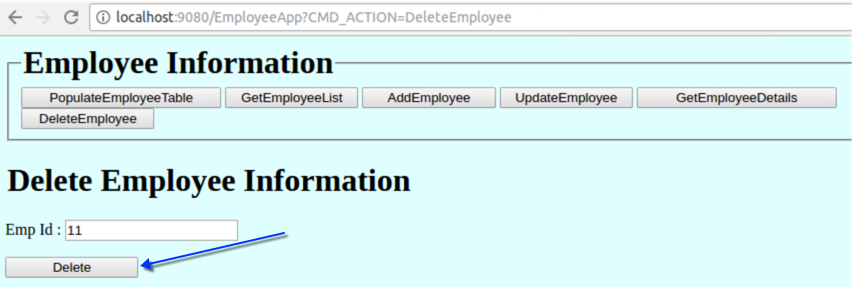 localhost:9080/EmployeeApp?CMD_ACTION=DeleteEmployee
Employee Information
PopulateEmployeeTable GetEmployeeList AddEmployee UpdateEmployee GetEmployeeDetails
DeleteEmployee
Delete Employee Information
Emp Id : 11
Delete